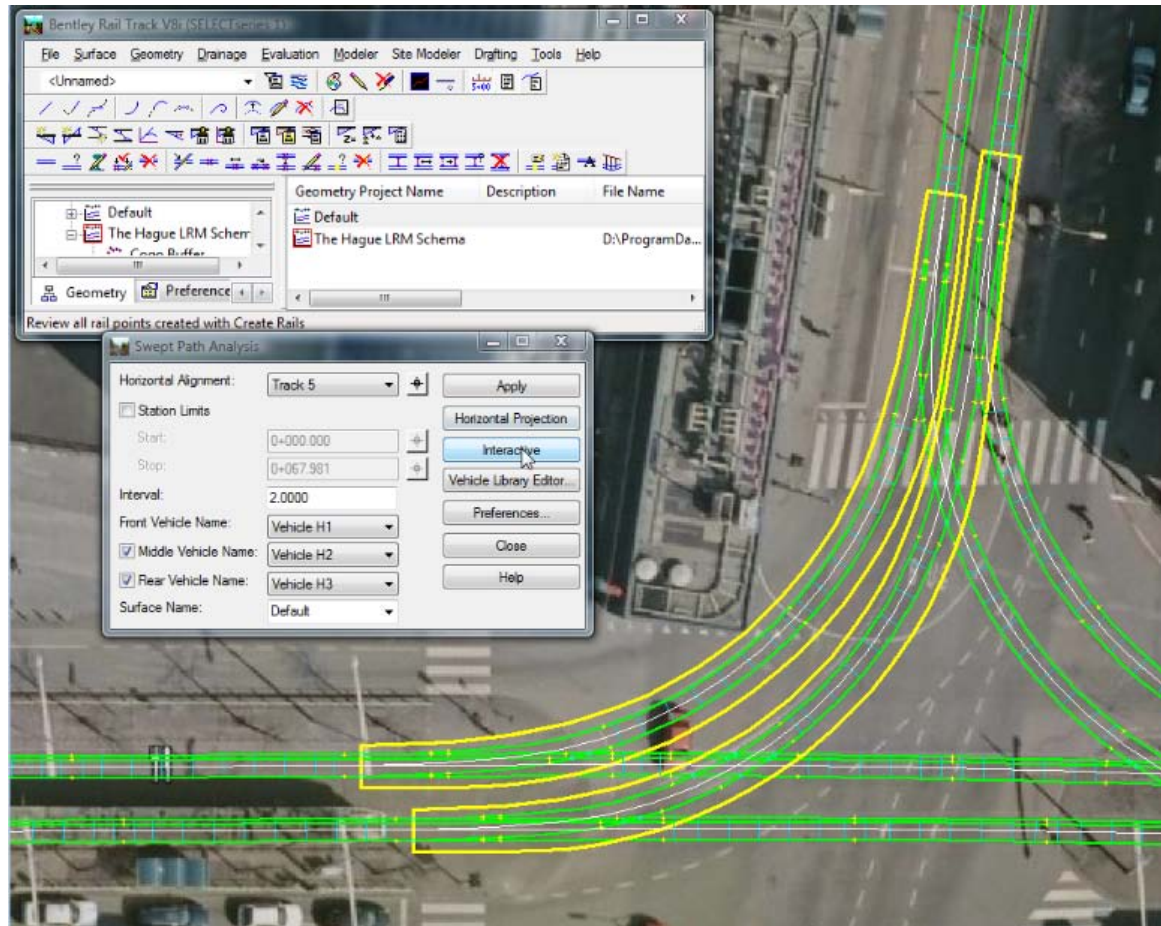 Bentley Rail Track V8i (SELECTseries 1)
File Surface Geometry Drainage Evaluation Modeler Site Modeler Drafting Tools Help
<Unnamed>
Geometry Project Name Description File Name
Default
The Hague LRM Scherr
Cogo Buffer
Default
The Hague LRM Schema D:\ProgramDa...
Geometry Preference
Review all rail points created with Create Rails
Swept Path Analysis
Horizontal Alignment: Track 5 Apply
Station Limits Horizontal Projection
Start: 0+000.000 Interactive
Stop: 0+067.981 Vehicle Library Editor...
Interval: 2.0000 Preferences...
Front Vehicle Name: Vehicle H1
Middle Vehicle Name: Vehicle H2 Close
Rear Vehicle Name: Vehicle H3 Help
Surface Name: Default